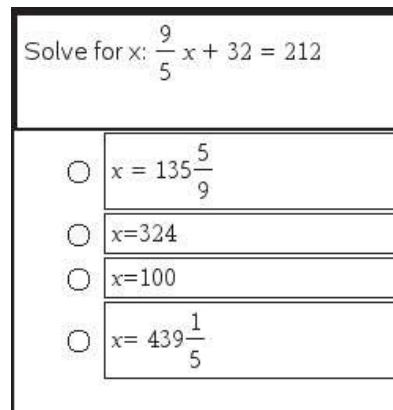 Solve for x: 9/5 x + 32 = 212
x = 135 5/9
x=324
x=100
x= 439 1/5